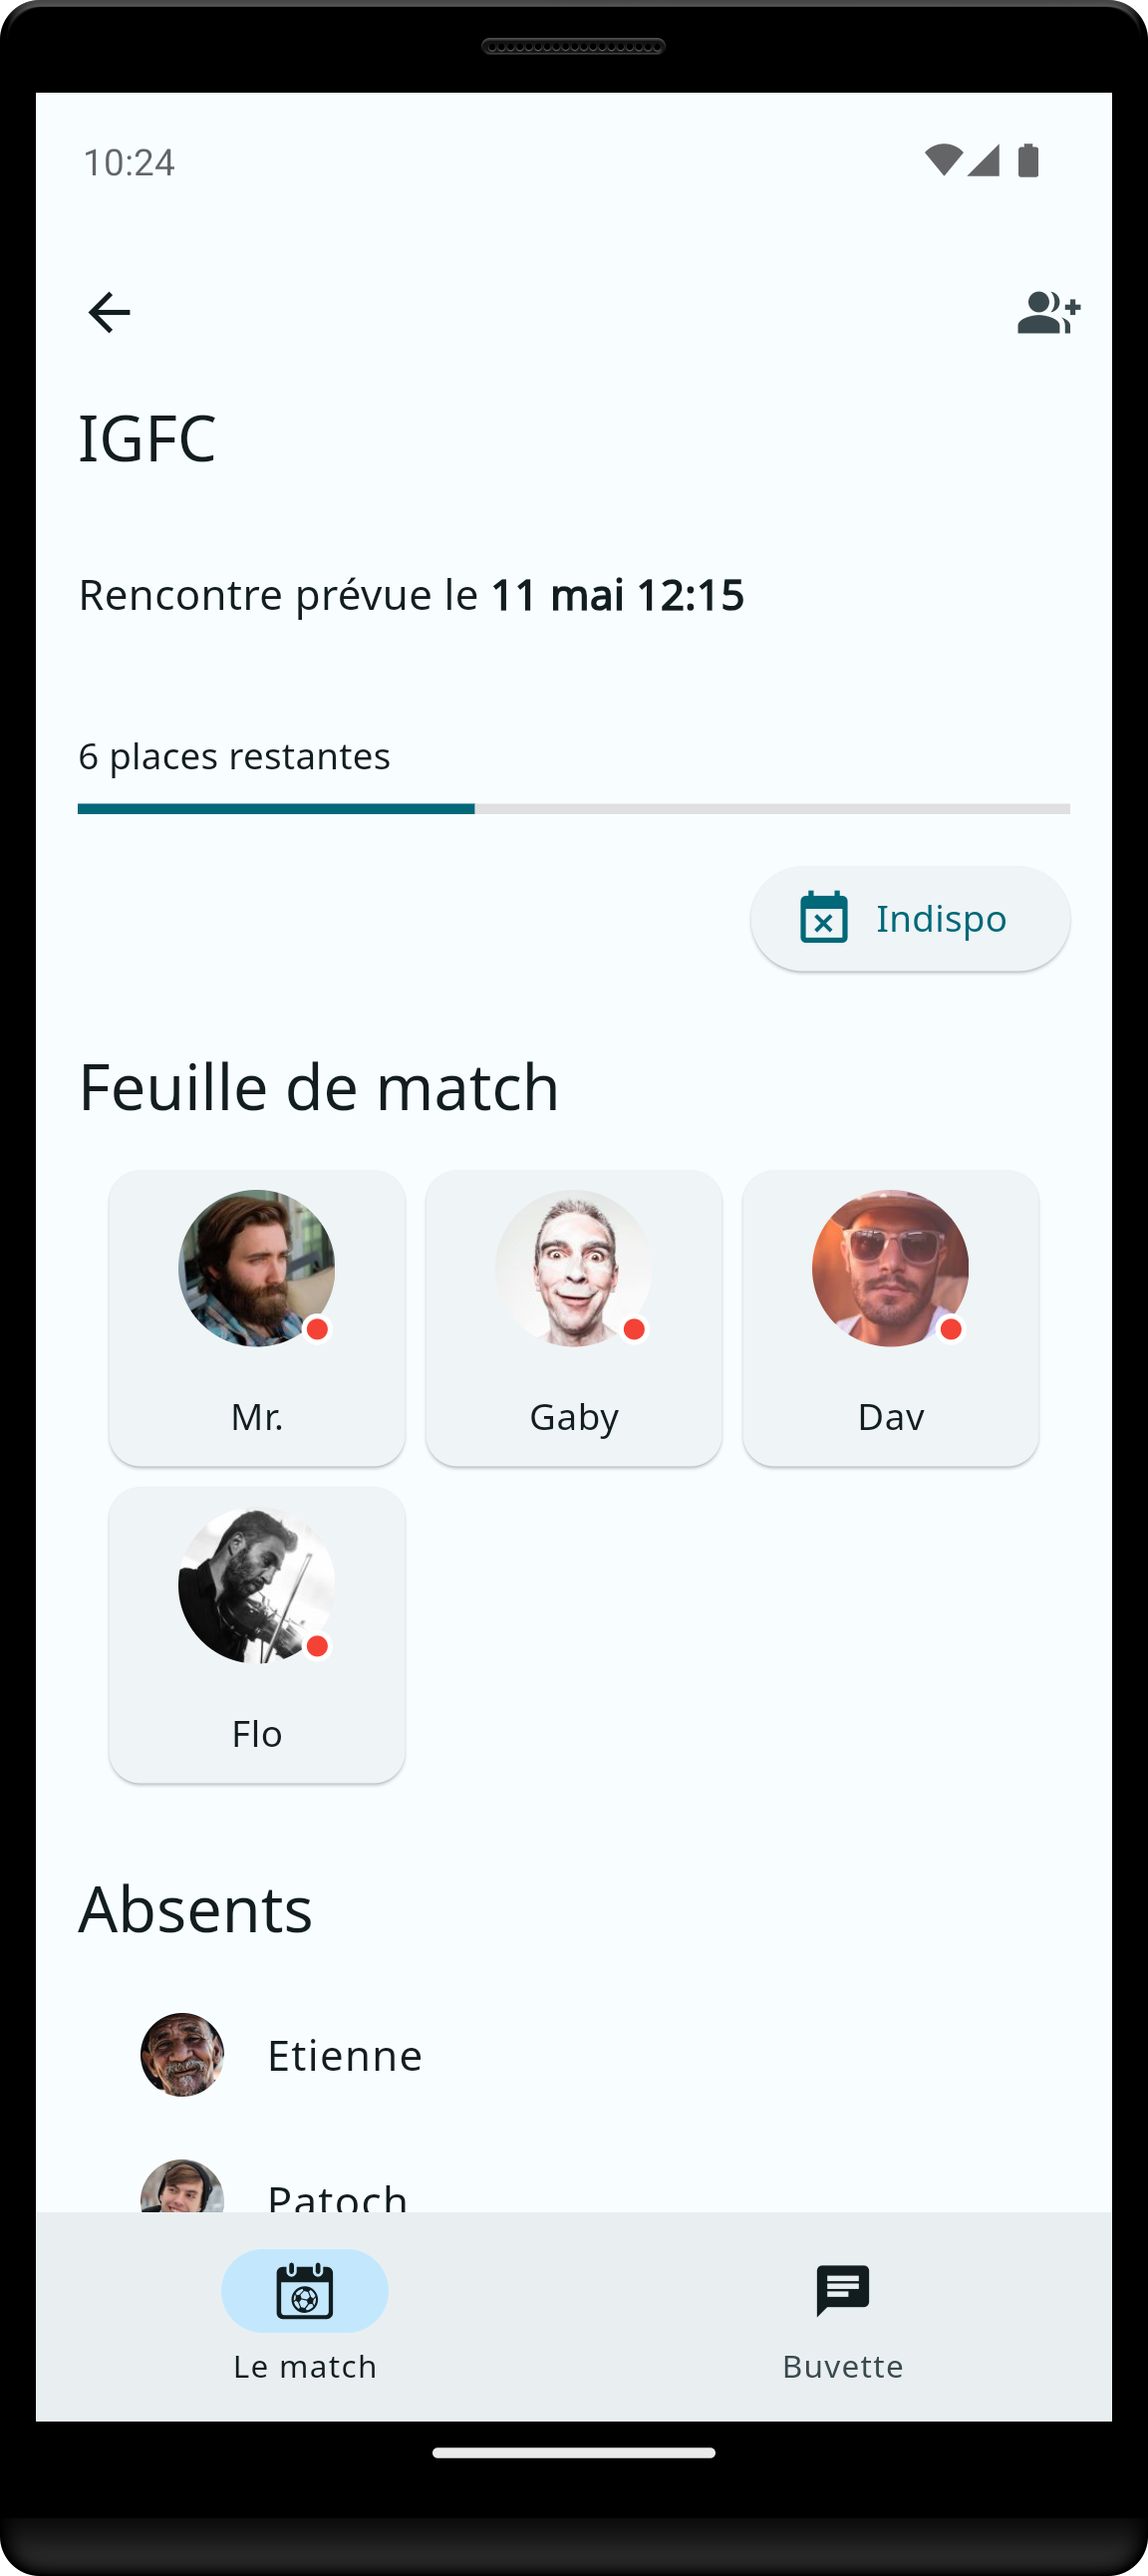 10:24
IGFC
Rencontre prévue le 11 mai 12:15
6 places restantes
Indispo
Feuille de match
Mr.
Gaby
Dav
Flo
Absents
Etienne
Patoch
Le match
Buvette